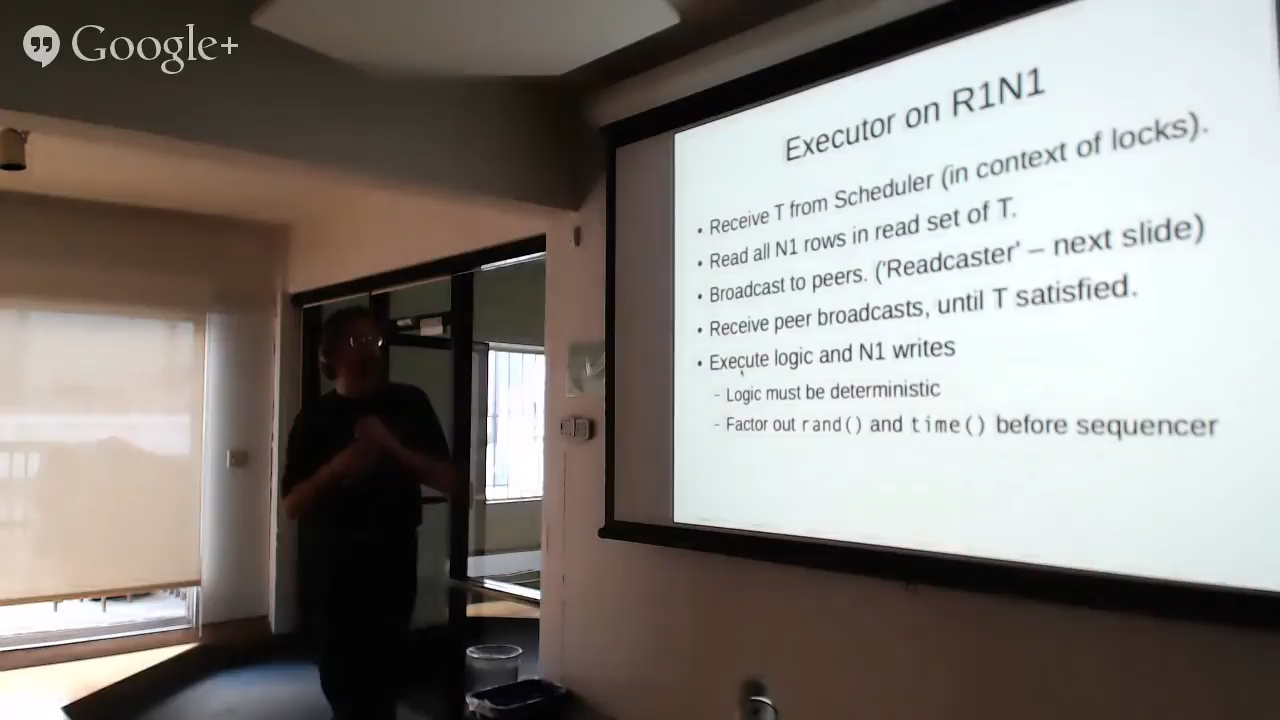 Google+
Executor on R1N1
• Receive T from Scheduler (in context of locks).
• Read all N1 rows in read set of T.
• Broadcast to peers. ('Readcaster' – next slide)
• Receive peer broadcasts, until T satisfied.
• Execute logic and N1 writes
- Logic must be deterministic
- Factor out rand() and time() before sequencer